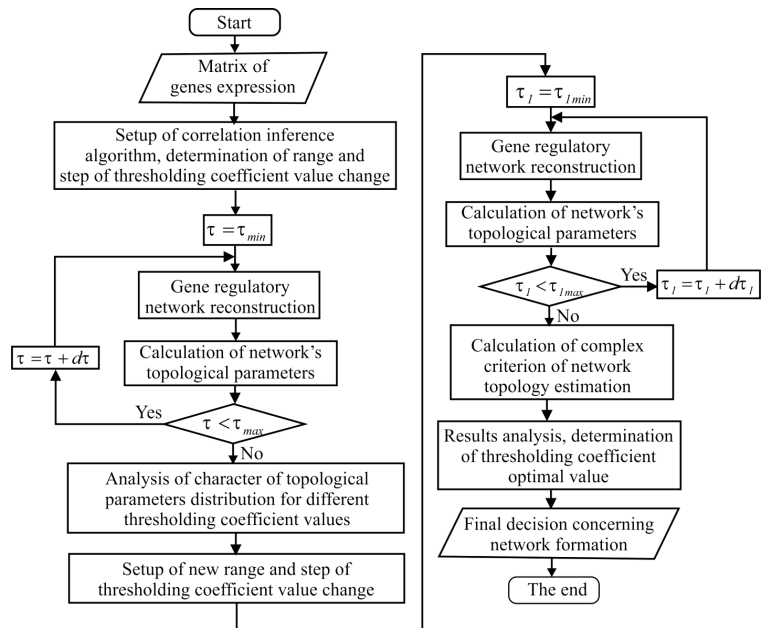 Start
Matrix of
genes expression
Setup of correlation inference
algorithm, determination of range and
step of thresholding coefficient value change
τ = τmin
Gene regulatory
network reconstruction
τ = τ + dτ
Calculation of network's
topological parameters
Yes
τ < τmax
No
Analysis of character of topological
parameters distribution for different
thresholding coefficient values
Setup of new range and step of
thresholding coefficient value change
τ1 = τ1min
Gene regulatory
network reconstruction
Calculation of network's
topological parameters
τ1 < τ1max
Yes
τ1 = τ1 + dτ1
No
Calculation of complex
criterion of network
topology estimation
Results analysis, determination
of thresholding coefficient
optimal value
Final decision concerning
network formation
The end